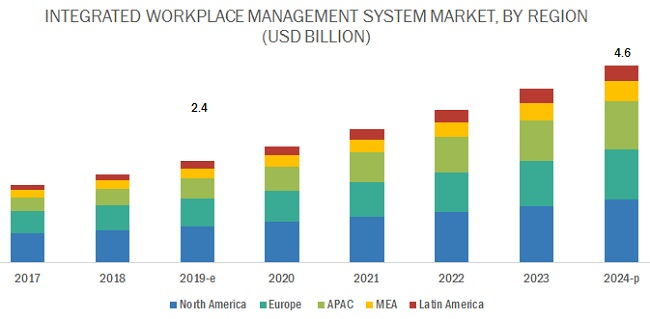 INTEGRATED WORKPLACE MANAGEMENT SYSTEM MARKET, BY REGION
(USD BILLION)
4.6
2.4
2017 2018 2019-e 2020 2021 2022 2023 2024-p
North America Europe APAC MEA Latin America